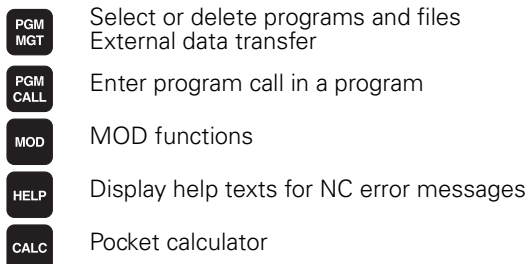 PGM MGT Select or delete programs and files
External data transfer
PGM CALL Enter program call in a program
MOD MOD functions
HELP Display help texts for NC error messages
CALC Pocket calculator